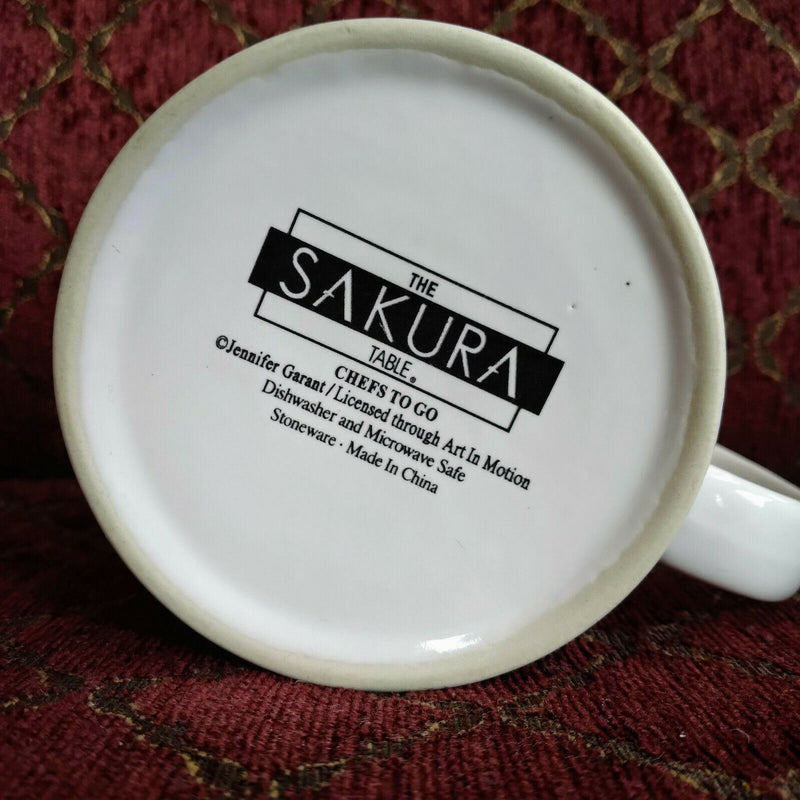 THE
SAKURA
TABLE®
CHEFS TO GO
©Jennifer Garant/Licensed through Art In Motion
Dishwasher and Microwave Safe
Stoneware · Made In China